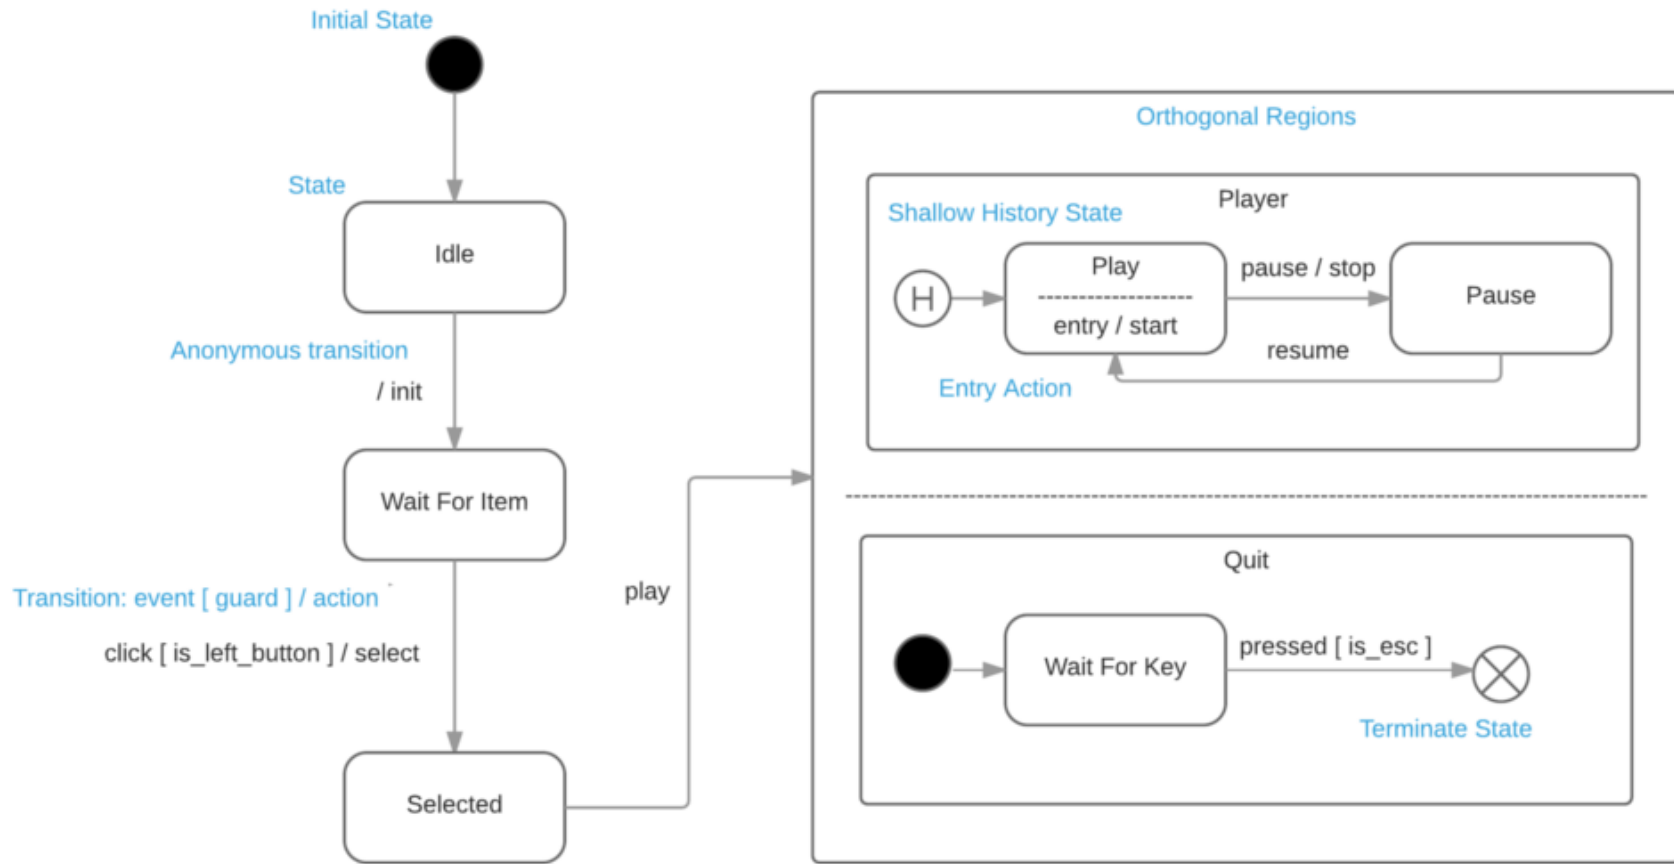 Initial State
State
Idle
Anonymous transition
/ init
Wait For Item
Transition: event [ guard ] / action
click [ is_left_button ] / select
Selected
play
Orthogonal Regions
Player
Shallow History State
H
Play
entry / start
pause / stop
Pause
resume
Entry Action
Quit
Wait For Key
pressed [ is_esc ]
Terminate State